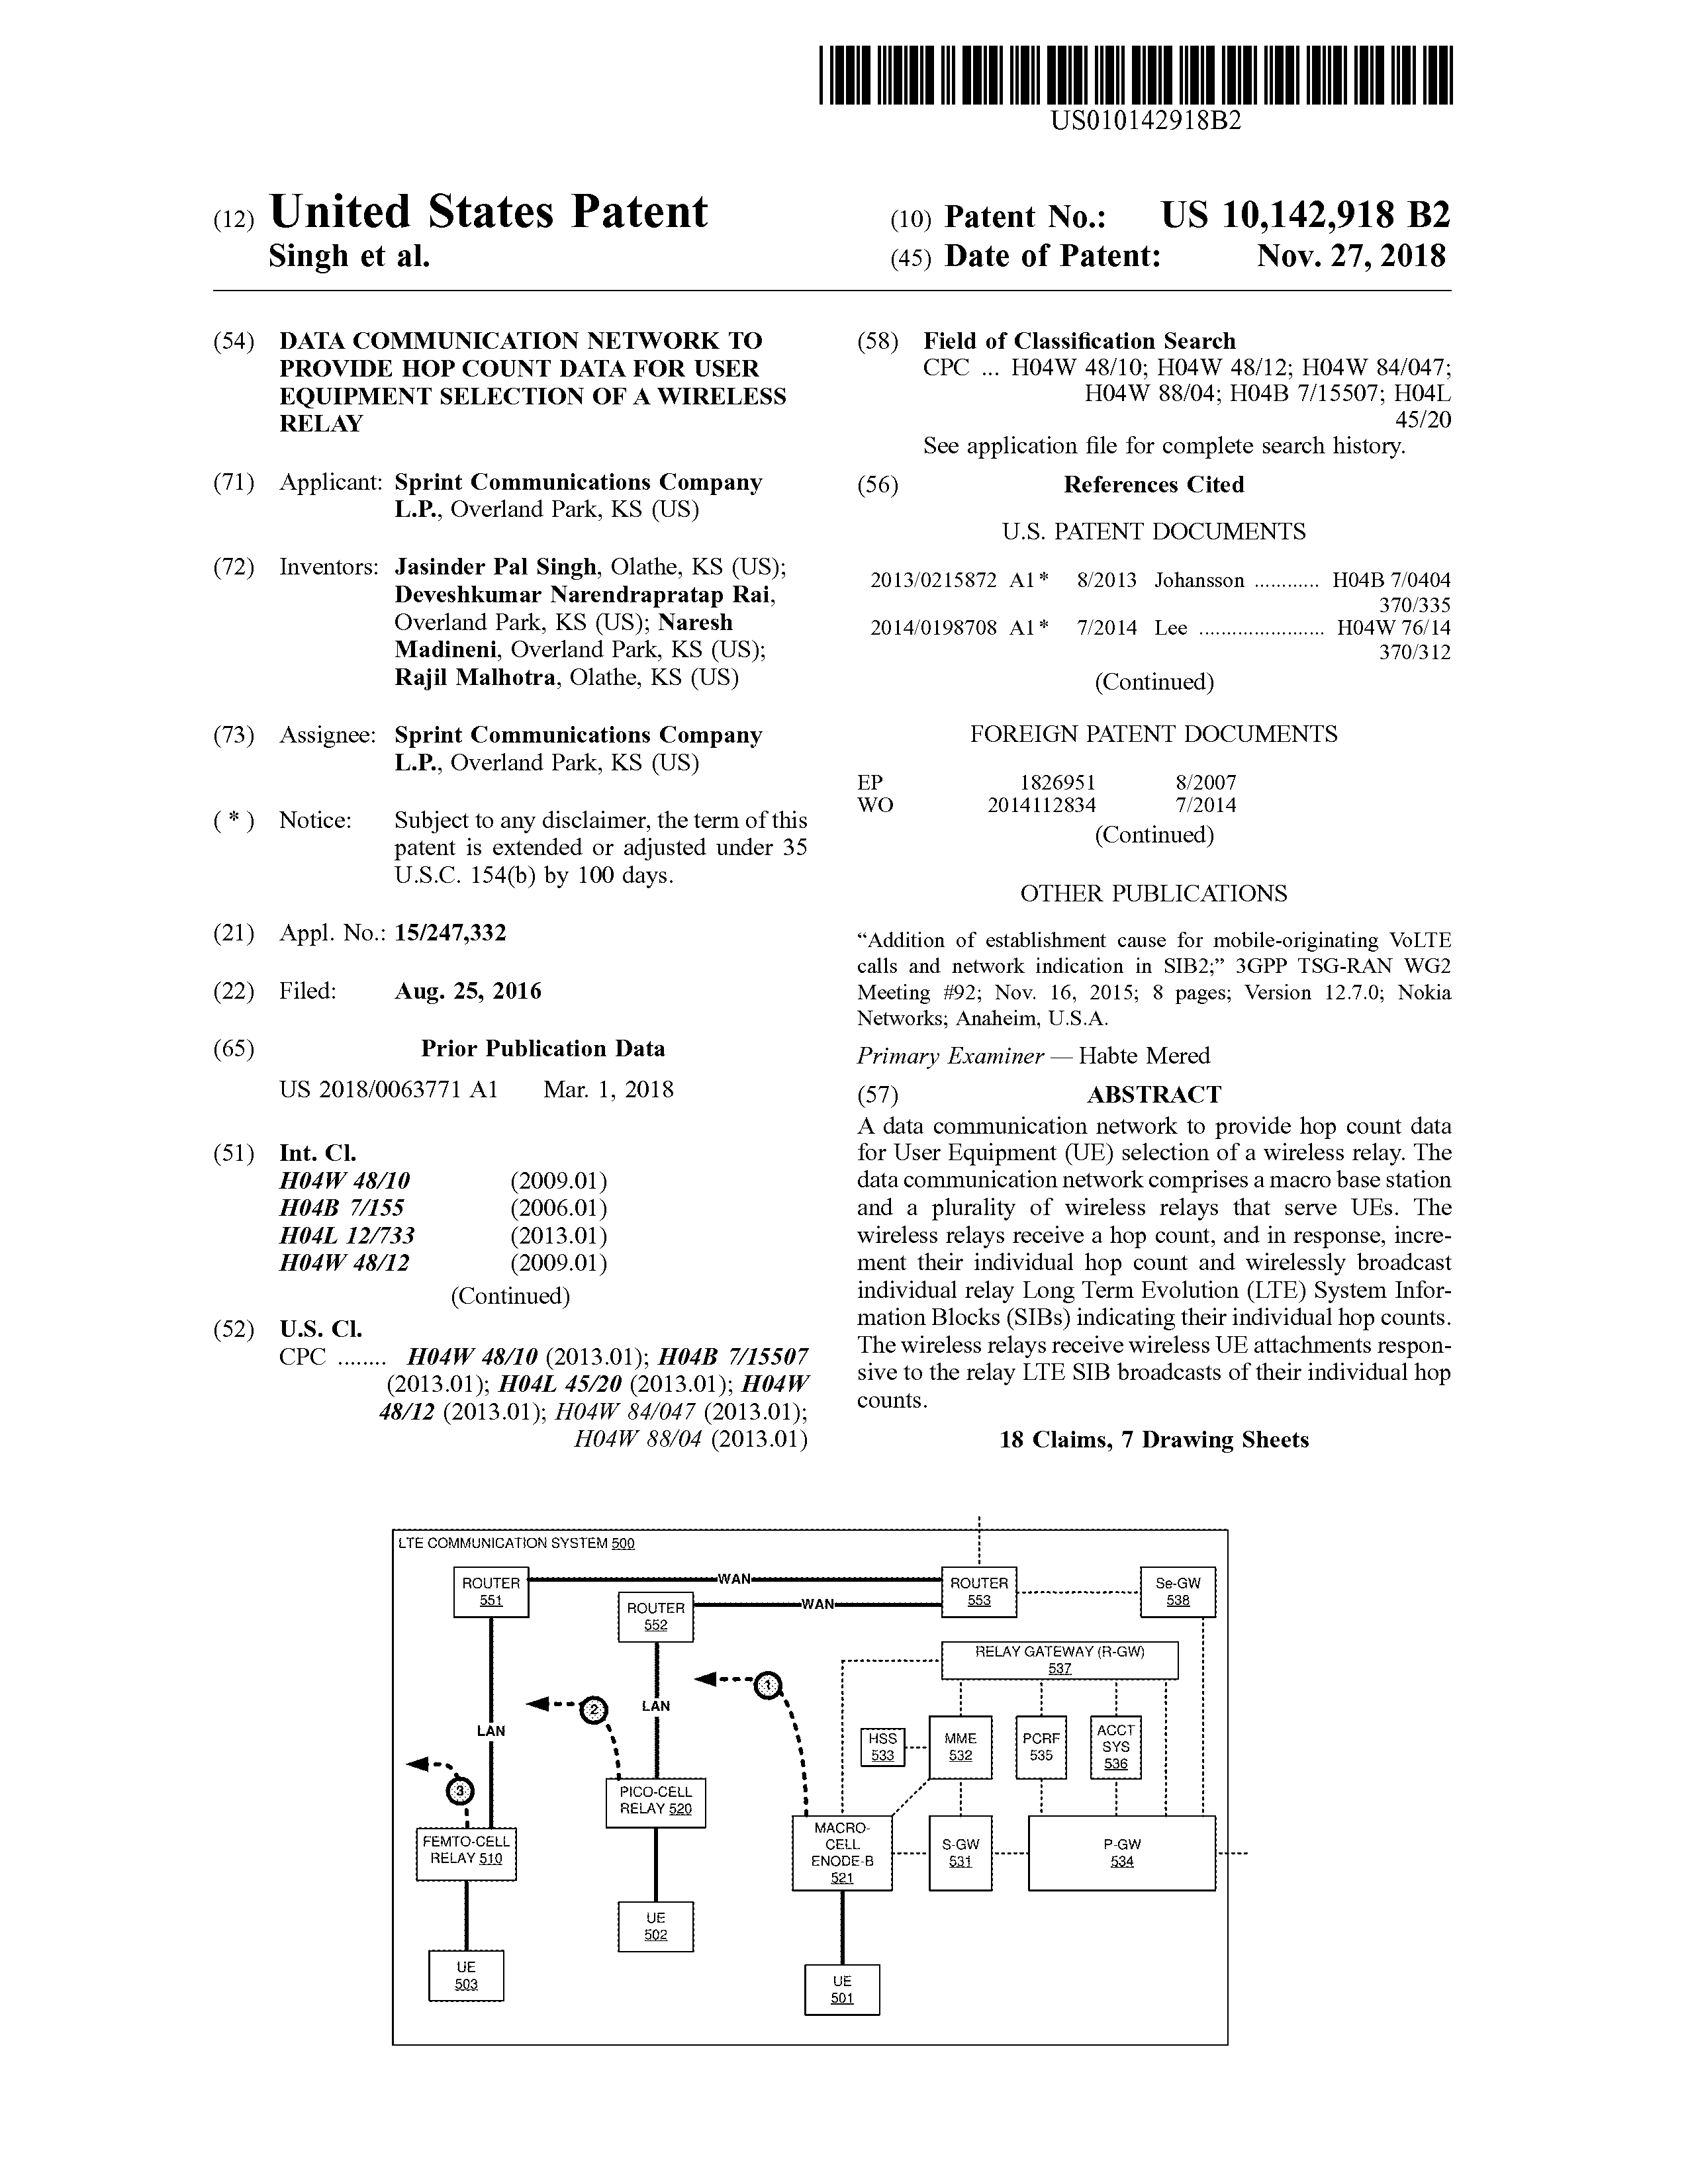 US010142918B2
(12) United States Patent
Singh et al.
(10) Patent No.: US 10,142,918 B2
(45) Date of Patent: Nov. 27, 2018
(54) DATA COMMUNICATION NETWORK TO
PROVIDE HOP COUNT DATA FOR USER
EQUIPMENT SELECTION OF A WIRELESS
RELAY
(71) Applicant: Sprint Communications Company
L.P., Overland Park, KS (US)
(72) Inventors: Jasinder Pal Singh, Olathe, KS (US);
Deveshkumar Narendrapratap Rai,
Overland Park, KS (US); Naresh
Madineni, Overland Park, KS (US);
Rajil Malhotra, Olathe, KS (US)
(73) Assignee: Sprint Communications Company
L.P., Overland Park, KS (US)
( * ) Notice: Subject to any disclaimer, the term of this
patent is extended or adjusted under 35
U.S.C. 154(b) by 100 days.
(21) Appl. No.: 15/247,332
(22) Filed: Aug. 25, 2016
(65) Prior Publication Data
US 2018/0063771 A1 Mar. 1, 2018
(51) Int. Cl.
H04W 48/10 (2009.01)
H04B 7/155 (2006.01)
H04L 12/733 (2013.01)
H04W 48/12 (2009.01)
(Continued)
(52) U.S. Cl.
CPC ........ H04W 48/10 (2013.01); H04B 7/15507
(2013.01); H04L 45/20 (2013.01); H04W
48/12 (2013.01); H04W 84/047 (2013.01);
H04W 88/04 (2013.01)
(58) Field of Classification Search
CPC ... H04W 48/10; H04W 48/12; H04W 84/047;
H04W 88/04; H04B 7/15507; H04L
45/20
See application file for complete search history.
(56) References Cited
U.S. PATENT DOCUMENTS
2013/0215872 A1* 8/2013 Johansson ............ H04B 7/0404
370/335
2014/0198708 A1* 7/2014 Lee ....................... H04W 76/14
370/312
(Continued)
FOREIGN PATENT DOCUMENTS
EP 1826951 8/2007
WO 2014112834 7/2014
(Continued)
OTHER PUBLICATIONS
“Addition of establishment cause for mobile-originating VoLTE
calls and network indication in SIB2;” 3GPP TSG-RAN WG2
Meeting #92; Nov. 16, 2015; 8 pages; Version 12.7.0; Nokia
Networks; Anaheim, U.S.A.
Primary Examiner — Habte Mered
(57) ABSTRACT
A data communication network to provide hop count data
for User Equipment (UE) selection of a wireless relay. The
data communication network comprises a macro base station
and a plurality of wireless relays that serve UEs. The
wireless relays receive a hop count, and in response, incre-
ment their individual hop count and wirelessly broadcast
individual relay Long Term Evolution (LTE) System Infor-
mation Blocks (SIBs) indicating their individual hop counts.
The wireless relays receive wireless UE attachments respon-
sive to the relay LTE SIB broadcasts of their individual hop
counts.
18 Claims, 7 Drawing Sheets
LTE COMMUNICATION SYSTEM 500
ROUTER
551
WAN
ROUTER
552
WAN
ROUTER
553
Se-GW
538
RELAY GATEWAY (R-GW)
537
1
2
3
LAN
LAN
HSS
533
MME
532
PCRF
535
ACCT
SYS
536
PICO-CELL
RELAY 520
FEMTO-CELL
RELAY 510
MACRO-
CELL
ENODE-B
521
S-GW
531
P-GW
534
UE
502
UE
503
UE
501